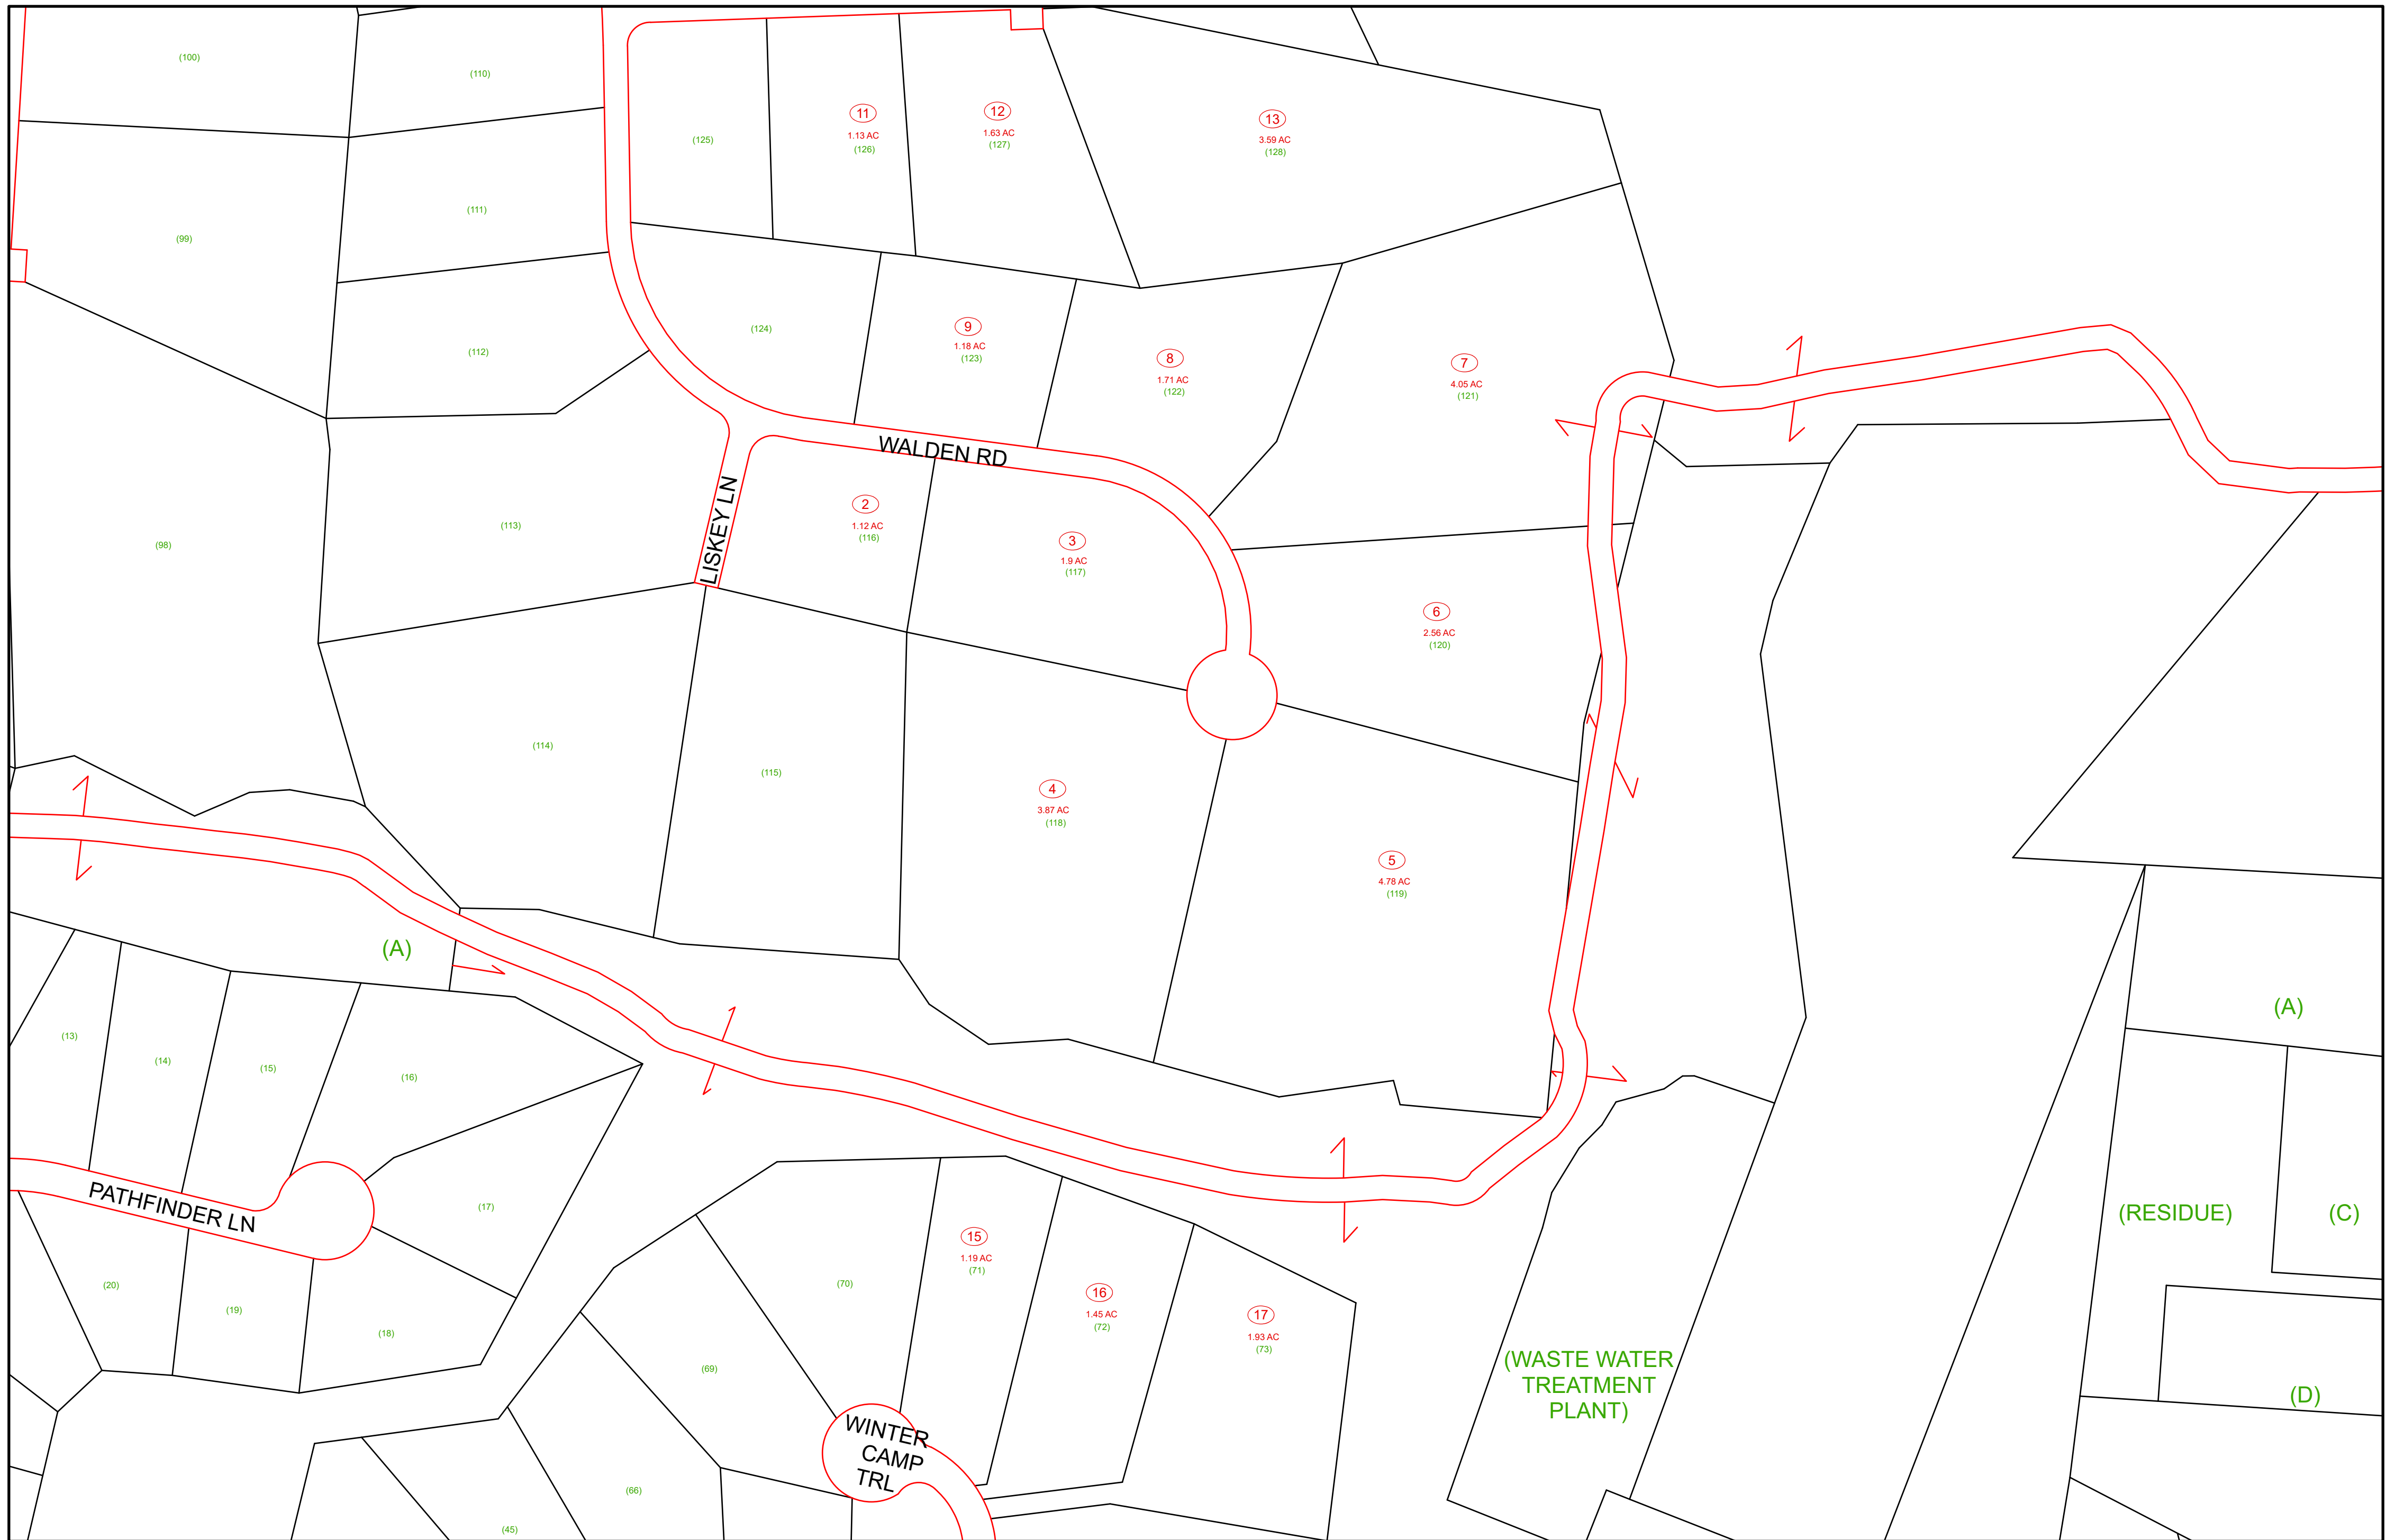 (100)
(110)
11
1.13 AC
(126)
12
1.63 AC
(127)
13
3.59 AC
(128)
(125)
(111)
(99)
(124)
9
1.18 AC
(123)
8
1.71 AC
(122)
7
4.05 AC
(121)
(112)
WALDEN RD
LISKEY LN
2
1.12 AC
(116)
3
1.9 AC
(117)
(113)
(98)
6
2.56 AC
(120)
(114)
(115)
4
3.87 AC
(118)
5
4.78 AC
(119)
(A)
(A)
(13)
(14)
(15)
(16)
PATHFINDER LN
(17)
(RESIDUE)
(C)
15
1.19 AC
(71)
(70)
16
1.45 AC
(72)
17
1.93 AC
(73)
(20)
(19)
(18)
(69)
(WASTE WATER
TREATMENT
PLANT)
(D)
WINTER
CAMP
TRL
(66)
(45)